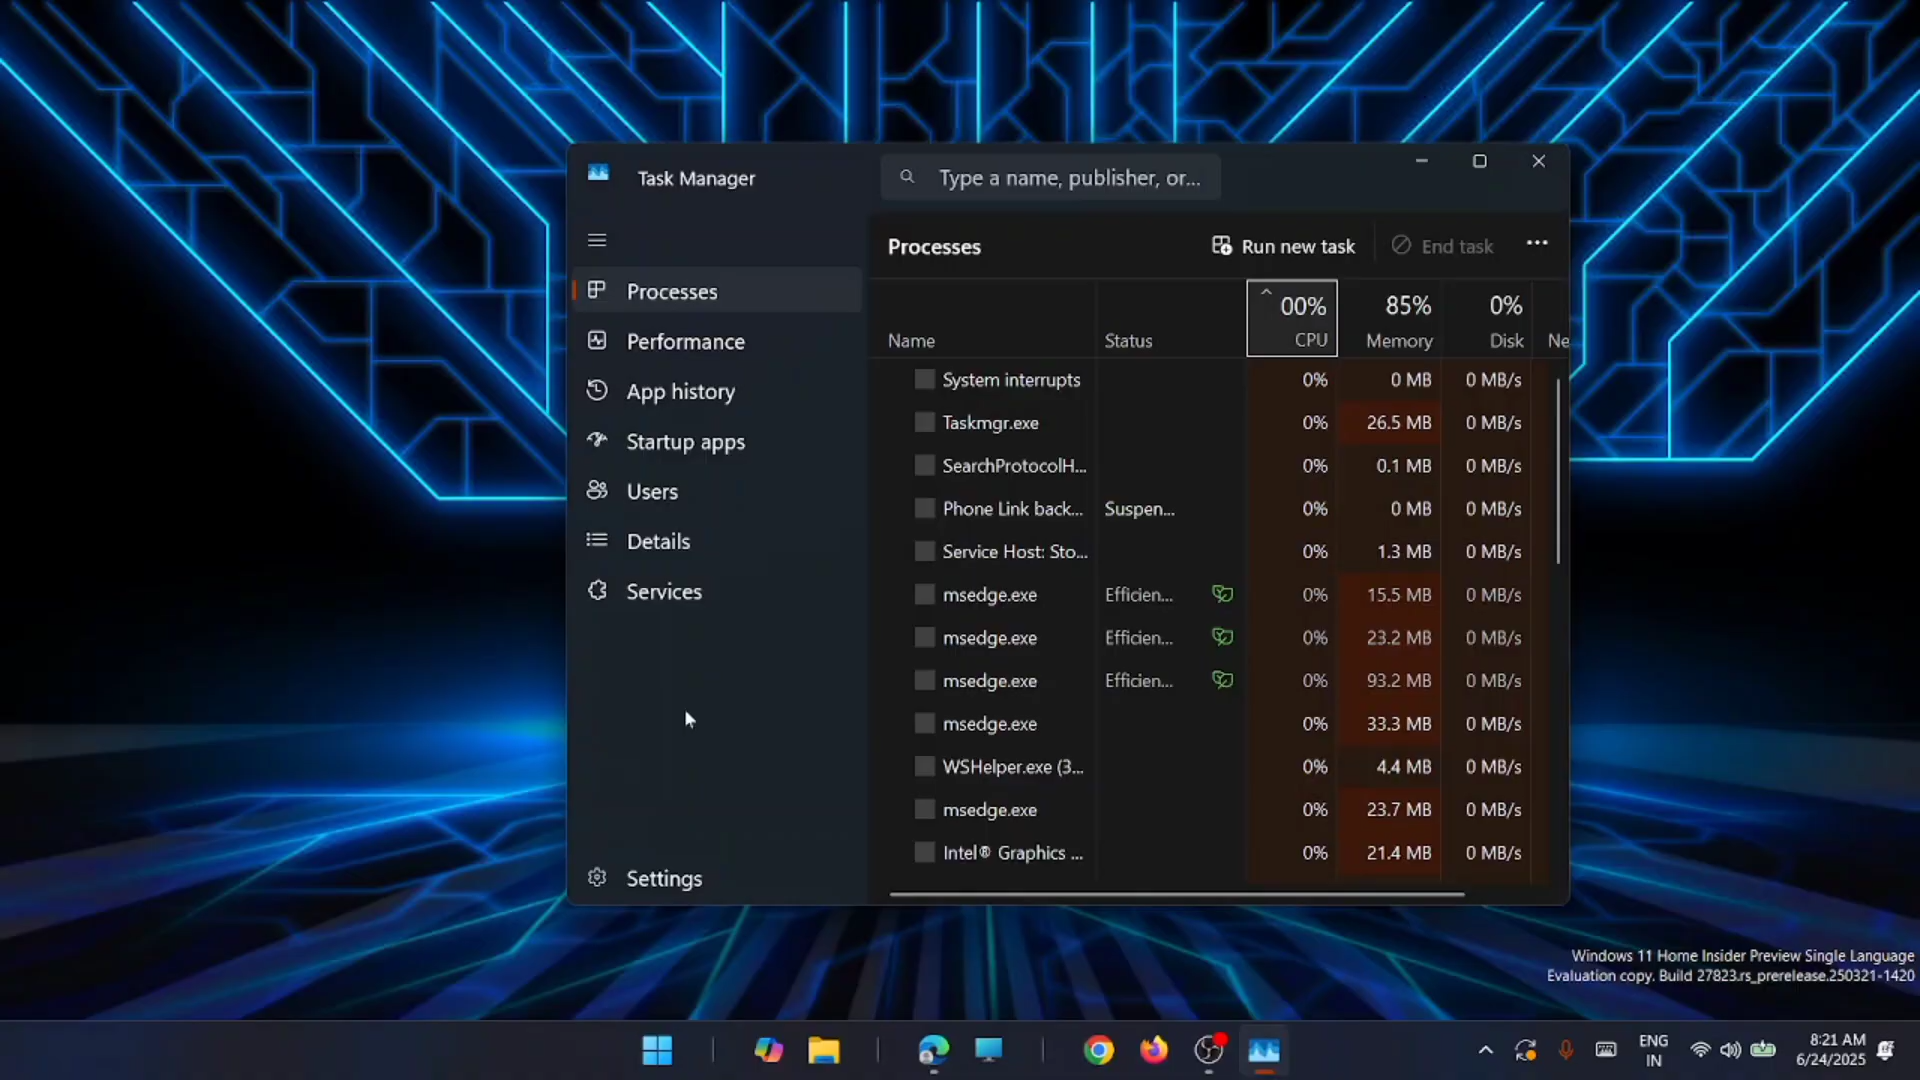 Task Manager
Type a name, publisher, or...
Processes
Run new task
End task
Processes
Performance
App history
Startup apps
Users
Details
Services
Settings
00% 85% 0%
Name Status CPU Memory Disk Ne
System interrupts 0% 0 MB 0 MB/s
Taskmgr.exe 0% 26.5 MB 0 MB/s
SearchProtocolH... 0% 0.1 MB 0 MB/s
Phone Link back... Suspen... 0% 0 MB 0 MB/s
Service Host: Sto... 0% 1.3 MB 0 MB/s
msedge.exe Efficien... 0% 15.5 MB 0 MB/s
msedge.exe Efficien... 0% 23.2 MB 0 MB/s
msedge.exe Efficien... 0% 93.2 MB 0 MB/s
msedge.exe 0% 33.3 MB 0 MB/s
WSHelper.exe (3... 0% 4.4 MB 0 MB/s
msedge.exe 0% 23.7 MB 0 MB/s
Intel® Graphics ... 0% 21.4 MB 0 MB/s
Windows 11 Home Insider Preview Single Language
Evaluation copy. Build 27823.rs_prerelease.250321-1420
ENG
IN
8:21 AM
6/24/2025